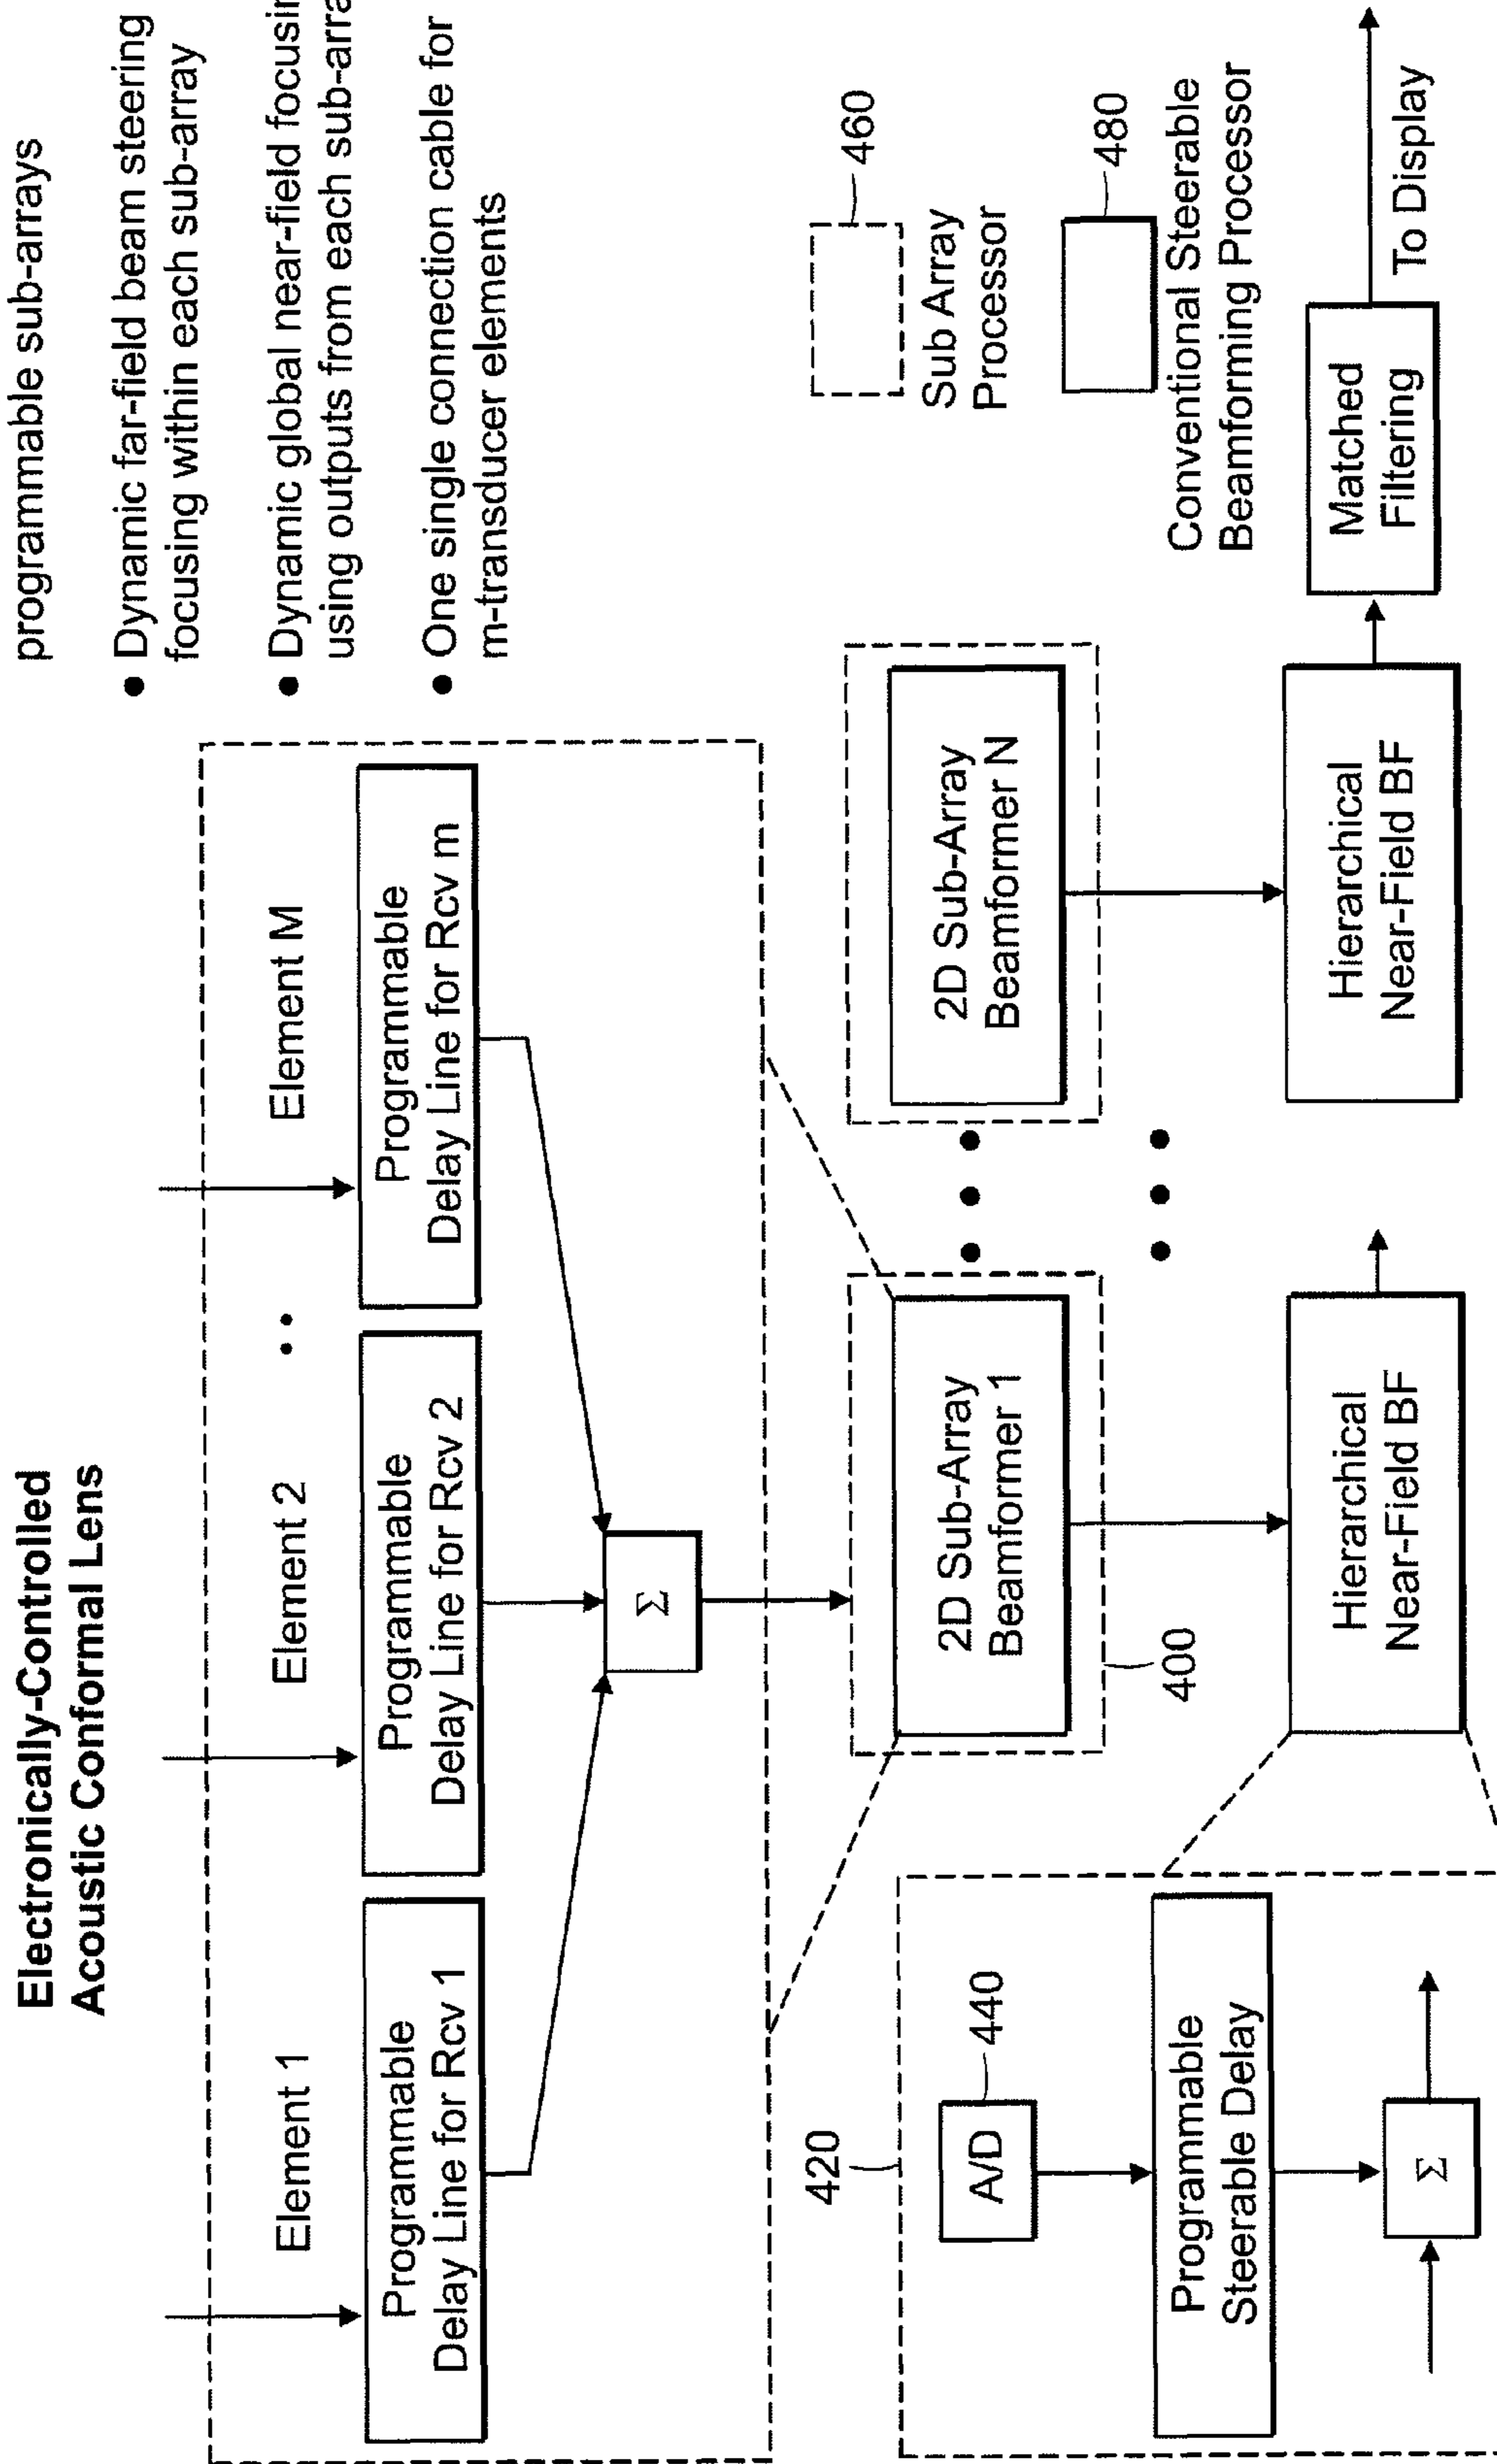 Electronically-Controlled
Acoustic Conformal Lens
programmable sub-arrays
● Dynamic far-field beam steering
focusing within each sub-array
● Dynamic global near-field
using outputs from each
● One single connection cable for
m-transducer elements
Element 1
Element 2
Element M
Programmable
Delay Line for Rcv 1
Programmable
Delay Line for Rcv 2
Programmable
Delay Line for Rcv m
Σ
460
Sub Array
Processor
480
Conventional Steerable
Beamforming Processor
2D Sub-Array
Beamformer 1
400
2D Sub-Array
Beamformer N
420
A/D
440
Programmable
Steerable Delay
Σ
Hierarchical
Near-Field BF
Hierarchical
Near-Field BF
Matched
Filtering
To Display